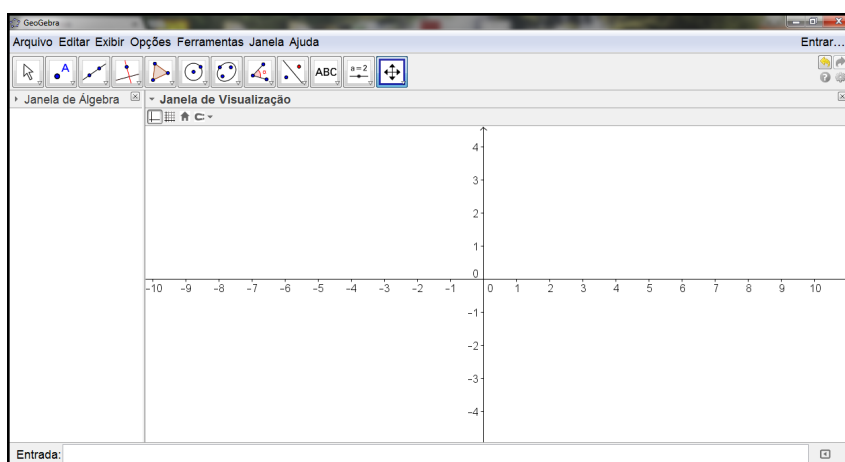 GeoGebra
Arquivo Editar Exibir Opções Ferramentas Janela Ajuda Entrar...
A ABC a=2
Janela de Álgebra Janela de Visualização
4
3
2
1
0
-10 -9 -8 -7 -6 -5 -4 -3 -2 -1 0 1 2 3 4 5 6 7 8 9 10
-1
-2
-3
-4
Entrada: